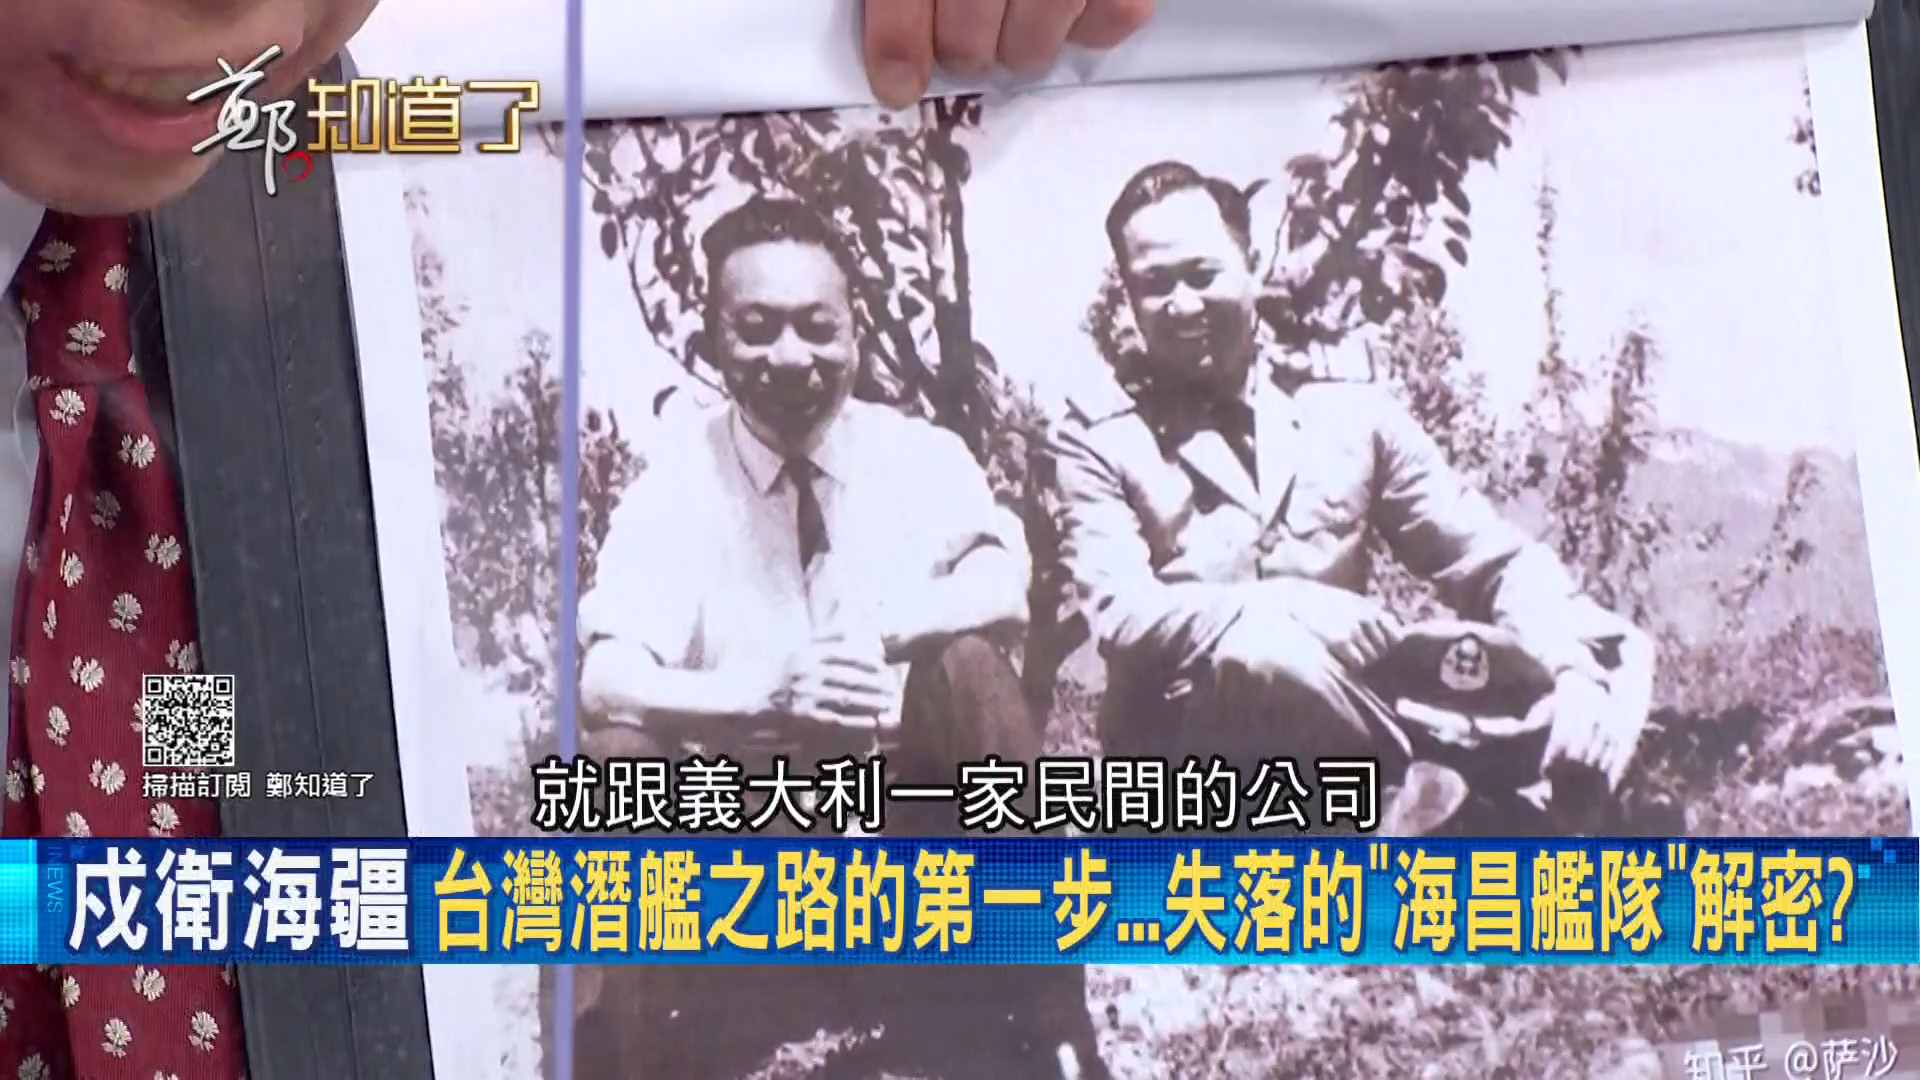 鄭知道了
掃描訂閱 鄭知道了
就跟義大利一家民間的公司
NEWS
戍衛海疆
台灣潛艦之路的第一步...失落的"海昌艦隊"解密?
知乎 @萨沙